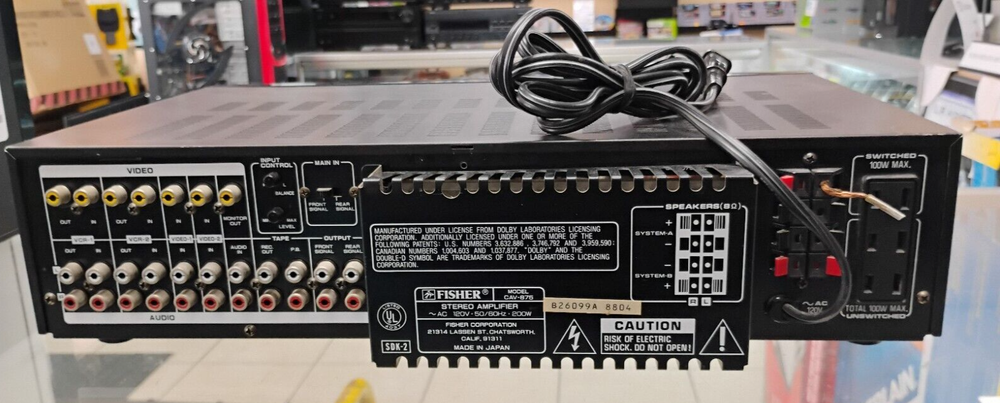 VIDEO
INPUT CONTROL
L
BALANCE
MIN MAX
LEVEL
MAIN IN
FRONT SIGNAL
REAR SIGNAL
OUT IN OUT IN IN IN MONITOR OUT
VCR-1 VCR-2 VIDEO-1 VIDEO-2
TAPE
OUTPUT
OUT IN OUT IN IN IN AUDIO IN REC. OUT P.B. FRONT SIGNAL REAR SIGNAL
AUDIO
MANUFACTURED UNDER LICENSE FROM DOLBY LABORATORIES LICENSING
CORPORATION. ADDITIONALLY LICENSED UNDER ONE OR MORE OF THE
FOLLOWING PATENTS: U.S. NUMBERS 3,632,886, 3,746,792 AND 3,959,590:
CANADIAN NUMBERS 1,004,603 AND 1,037,877. "DOLBY" AND THE
DOUBLE-D SYMBOL ARE TRADEMARKS OF DOLBY LABORATORIES LICENSING
CORPORATION.
FISHER® MODEL CAV-875
STEREO AMPLIFIER
~ AC 120V-50/60Hz-200W
FISHER CORPORATION
21314 LASSEN ST, CHATSWORTH,
CALIF. 91311
MADE IN JAPAN
UL
SDK-2
B26099A 8804
CAUTION
RISK OF ELECTRIC
SHOCK. DO NOT OPEN!
SPEAKERS(8Ω)
+
SYSTEM-A
-
+
SYSTEM-B
-
R L
~ AC
120V
SWITCHED
100W MAX.
TOTAL 100W MAX.
UNSWITCHED